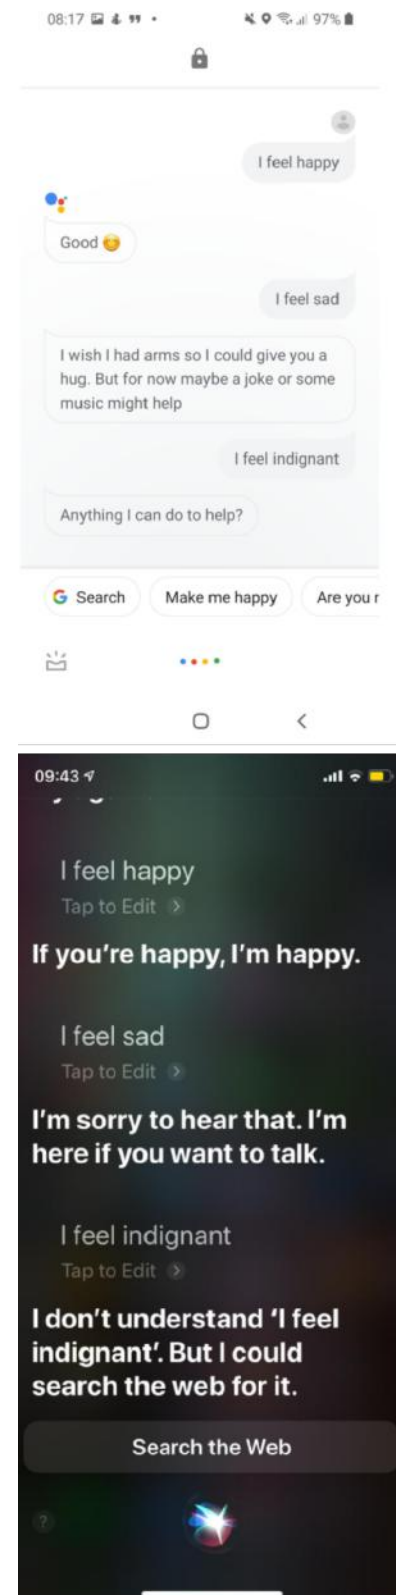 08:17 97%
I feel happy
Good
I feel sad
I wish I had arms so I could give you a
hug. But for now maybe a joke or some
music might help
I feel indignant
Anything I can do to help?
G Search Make me happy Are you r
09:43
I feel happy
Tap to Edit >
If you're happy, I'm happy.
I feel sad
Tap to Edit >
I'm sorry to hear that. I'm
here if you want to talk.
I feel indignant
Tap to Edit >
I don't understand 'I feel
indignant'. But I could
search the web for it.
Search the Web
?